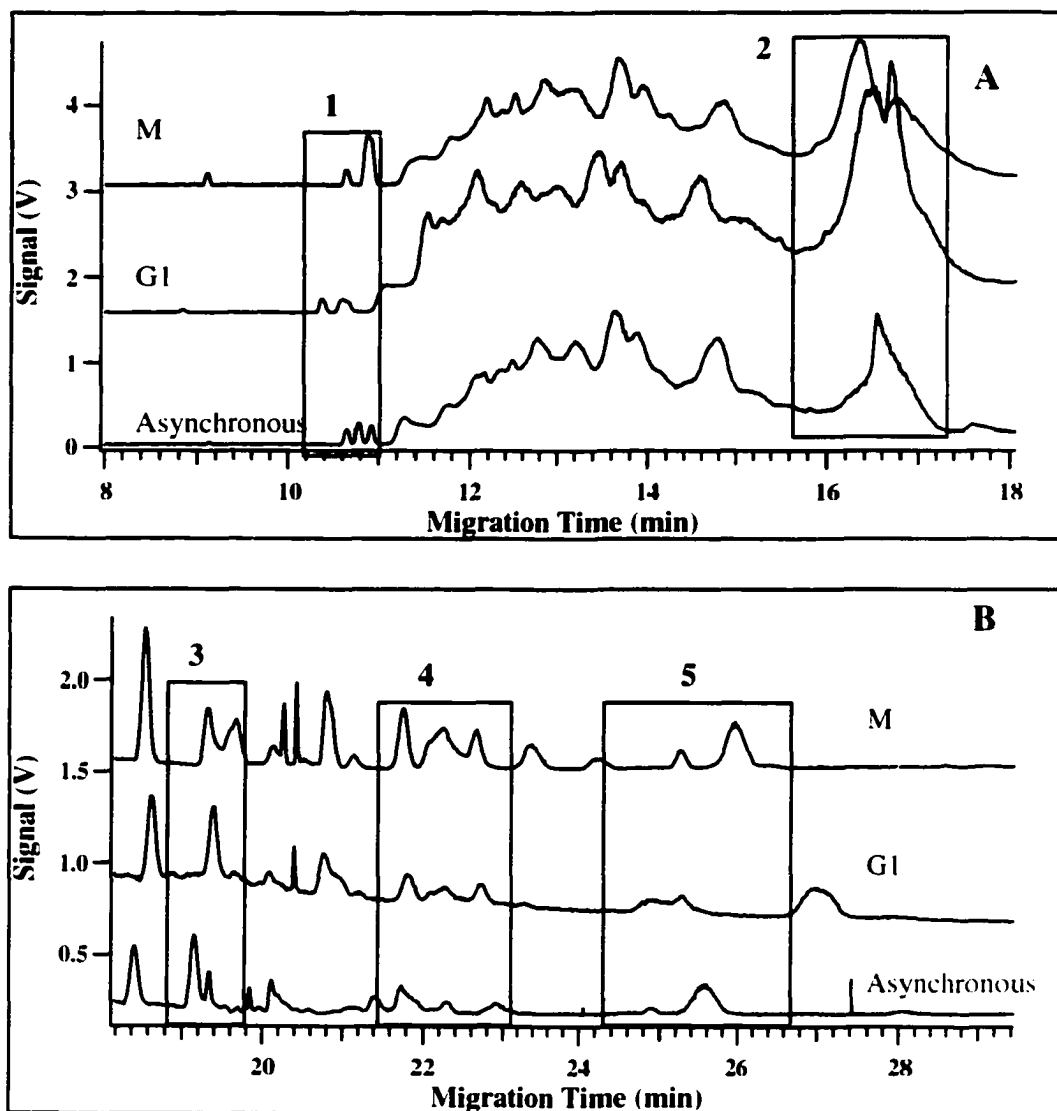 A
1
2
M
G1
Asynchronous
Signal (V)
4
3
2
1
0
8 10 12 14 16 18
Migration Time (min)
B
3
4
5
M
G1
Asynchronous
Signal (V)
2.0
1.5
1.0
0.5
20 22 24 26 28
Migration Time (min)